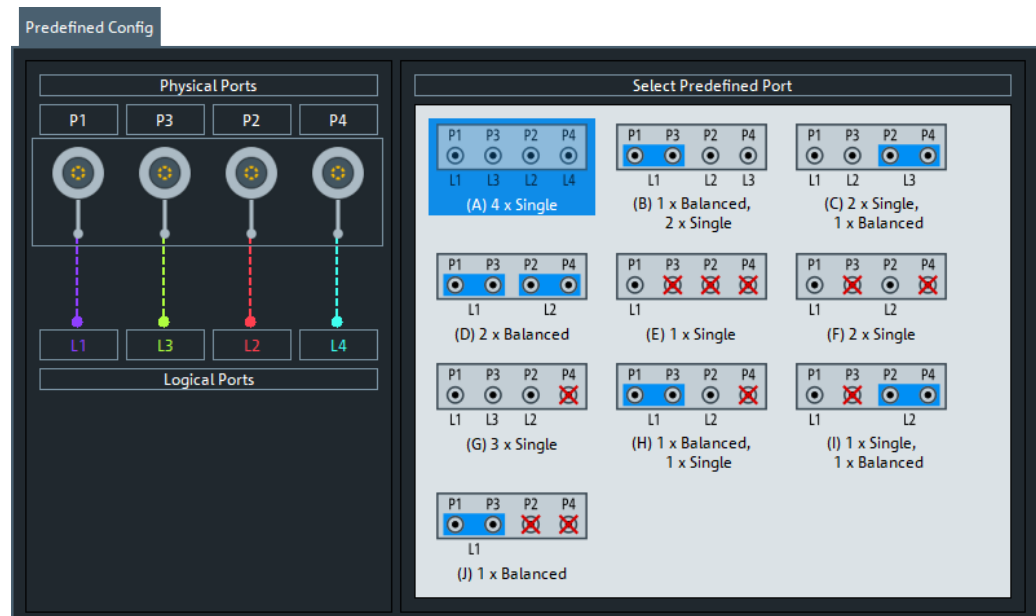 Predefined Config
Physical Ports
P1 P3 P2 P4
L1 L3 L2 L4
Logical Ports
Select Predefined Port
P1 P3 P2 P4
L1 L3 L2 L4
(A) 4 x Single
P1 P3 P2 P4
L1 L2 L3
(B) 1 x Balanced,
2 x Single
P1 P3 P2 P4
L1 L2 L3
(C) 2 x Single,
1 x Balanced
P1 P3 P2 P4
L1 L2
(D) 2 x Balanced
P1 P3 P2 P4
L1
(E) 1 x Single
P1 P3 P2 P4
L1 L2
(F) 2 x Single
P1 P3 P2 P4
L1 L3 L2
(G) 3 x Single
P1 P3 P2 P4
L1 L2
(H) 1 x Balanced,
1 x Single
P1 P3 P2 P4
L1 L2
(I) 1 x Single,
1 x Balanced
P1 P3 P2 P4
L1
(J) 1 x Balanced